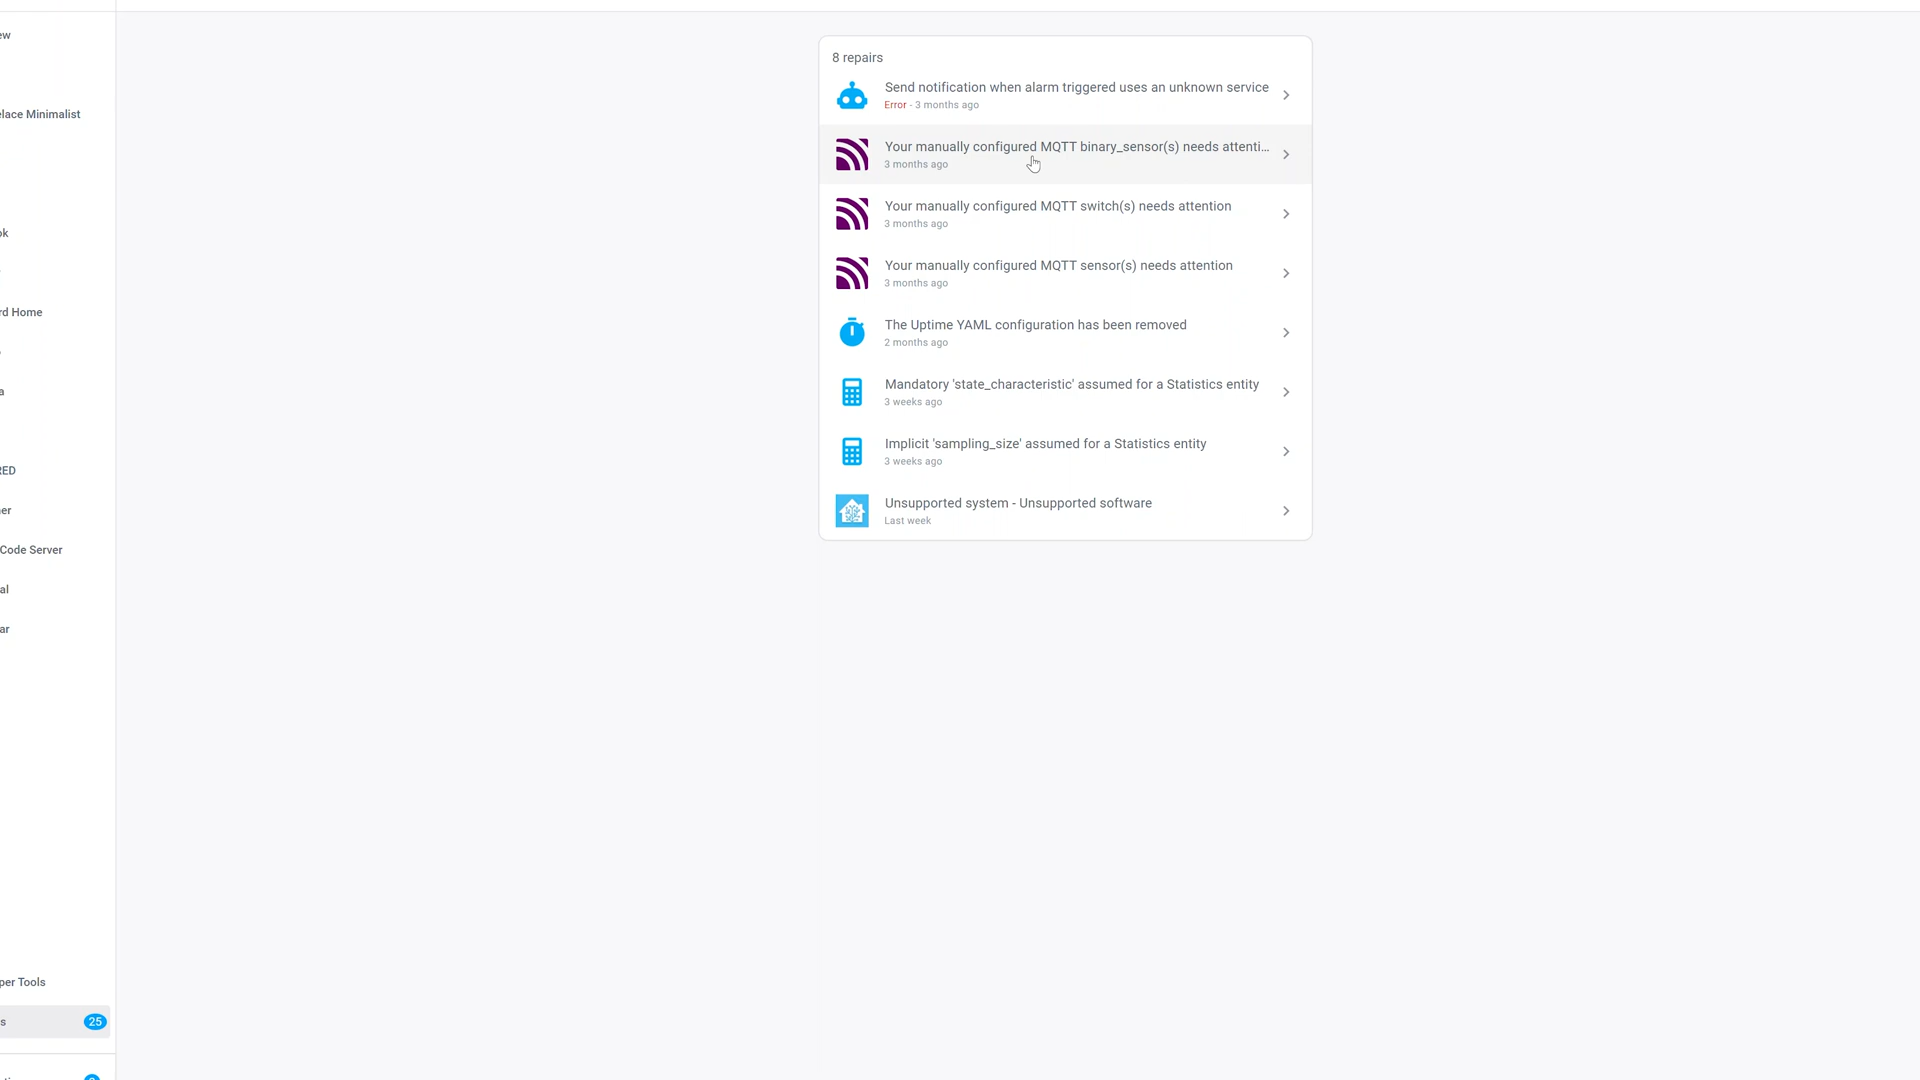 ew
elace Minimalist
ok
rd Home
a
RED
er
Code Server
al
ar
per Tools
s
25
8 repairs
Send notification when alarm triggered uses an unknown service
Error - 3 months ago
Your manually configured MQTT binary_sensor(s) needs attenti...
3 months ago
Your manually configured MQTT switch(s) needs attention
3 months ago
Your manually configured MQTT sensor(s) needs attention
3 months ago
The Uptime YAML configuration has been removed
2 months ago
Mandatory 'state_characteristic' assumed for a Statistics entity
3 weeks ago
Implicit 'sampling_size' assumed for a Statistics entity
3 weeks ago
Unsupported system - Unsupported software
Last week